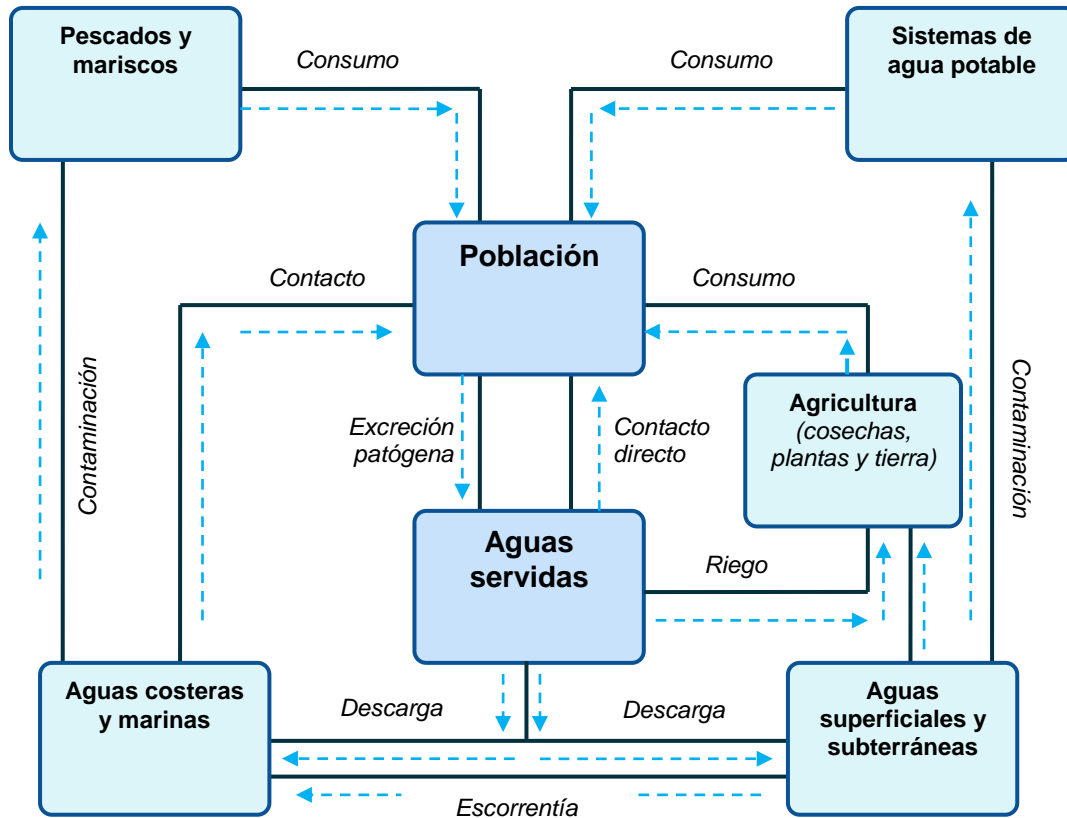 Pescados y
mariscos
Consumo
Consumo
Sistemas de
agua potable
Población
Contacto
Consumo
Contaminación
Excreción
patógena
Contacto
directo
Agricultura
(cosechas,
plantas y tierra)
Contaminación
Aguas
servidas
Riego
Aguas costeras
y marinas
Descarga
Descarga
Aguas
superficiales y
subterráneas
Escorrentía